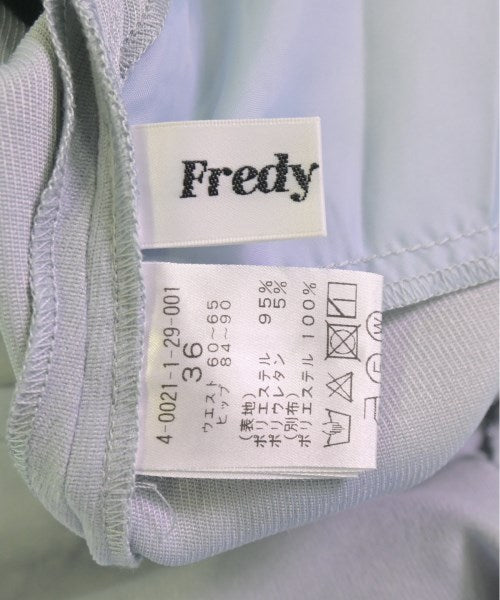 Fredy
4-0021-1-29-001
36
ウエスト 60～65
ヒップ 84～90
(表地)
ポリエステル 95%
ポリウレタン 5%
(別布)
ポリエステル 100%